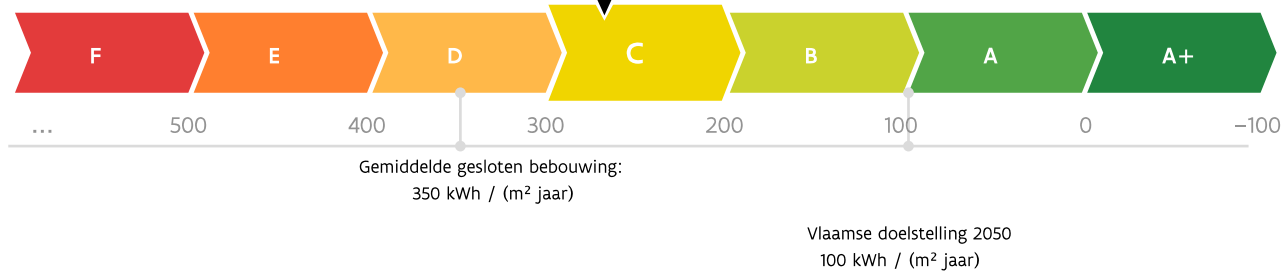 F E D C B A A+
... 500 400 300 200 100 0 −100
Gemiddelde gesloten bebouwing:
350 kWh / (m² jaar)
Vlaamse doelstelling 2050
100 kWh / (m² jaar)